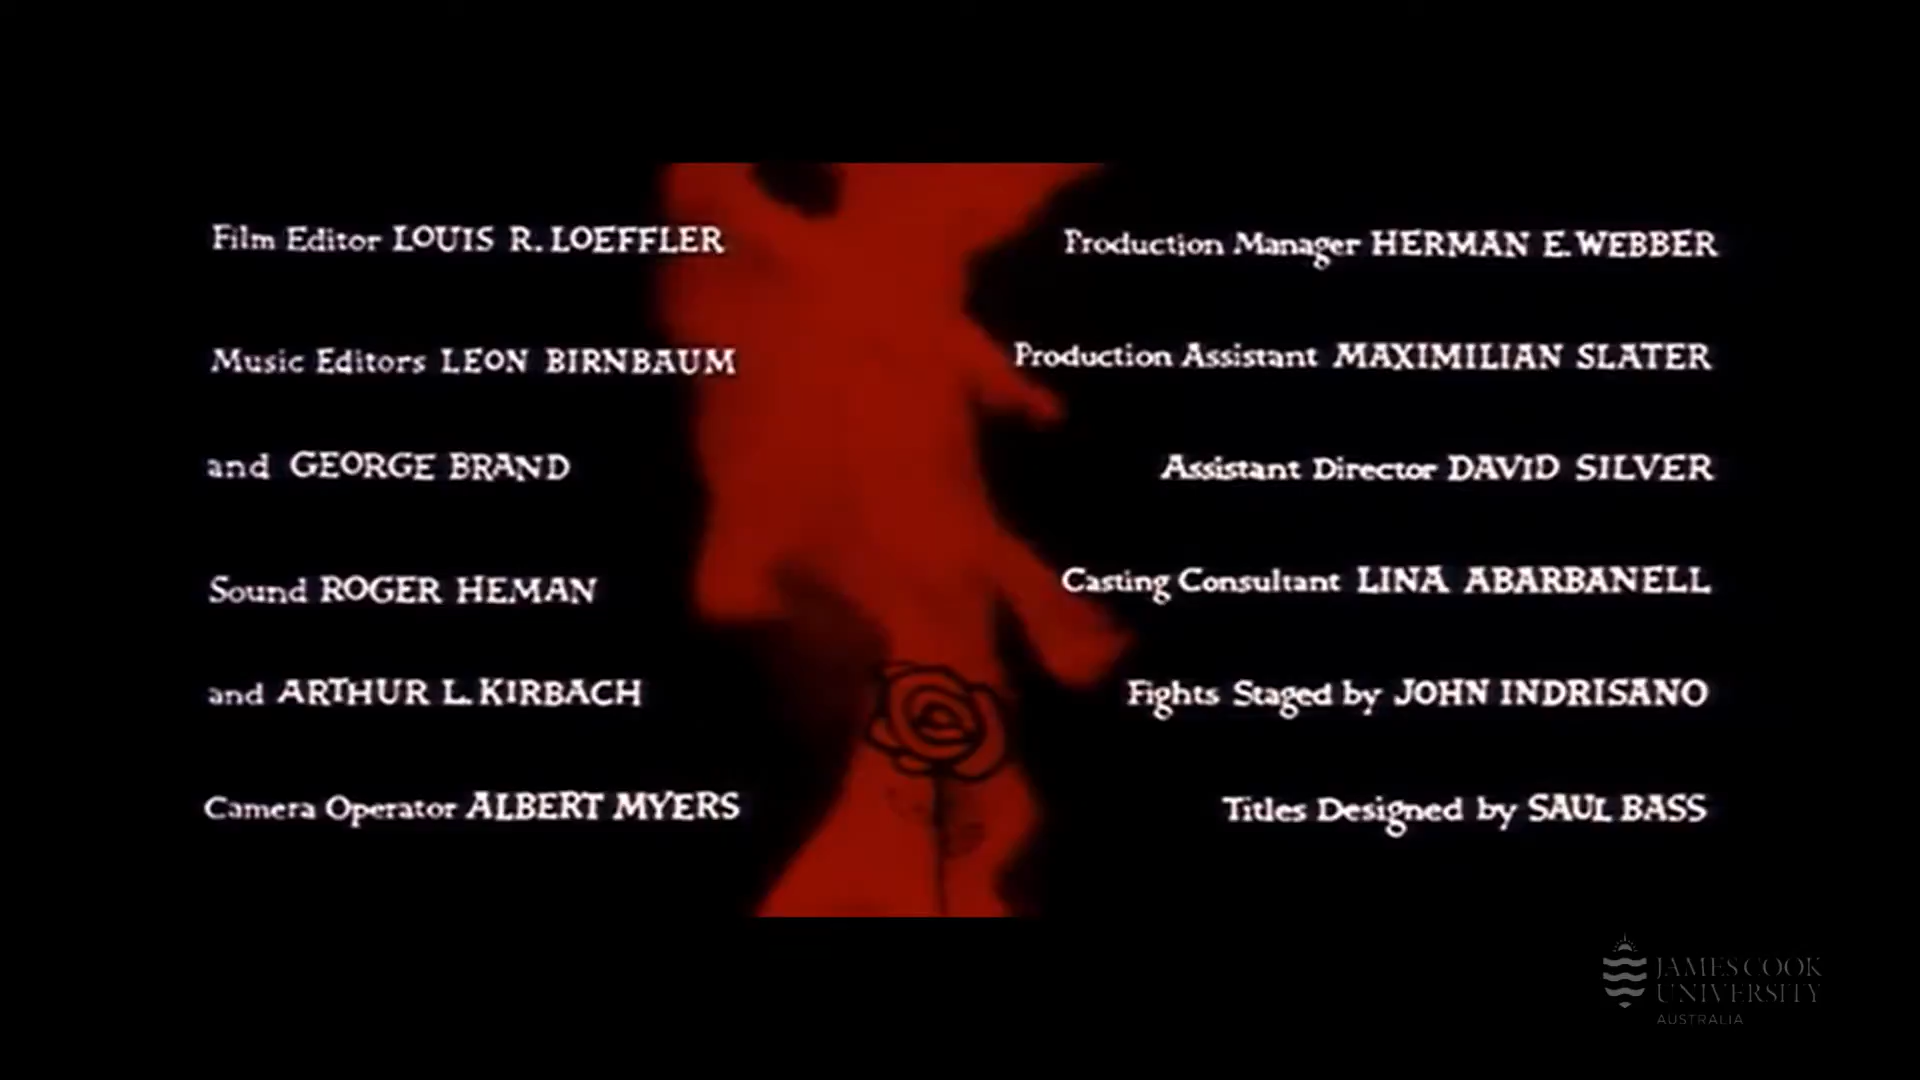 Film Editor LOUIS R. LOEFFLER
Music Editors LEON BIRNBAUM
and GEORGE BRAND
Sound ROGER HEMAN
and ARTHUR L. KIRBACH
Camera Operator ALBERT MYERS
Production Manager HERMAN E. WEBBER
Production Assistant MAXIMILIAN SLATER
Assistant Director DAVID SILVER
Casting Consultant LINA ABARBANELL
Fights Staged by JOHN INDRISANO
Titles Designed by SAUL BASS
JAMES COOK
UNIVERSITY
AUSTRALIA